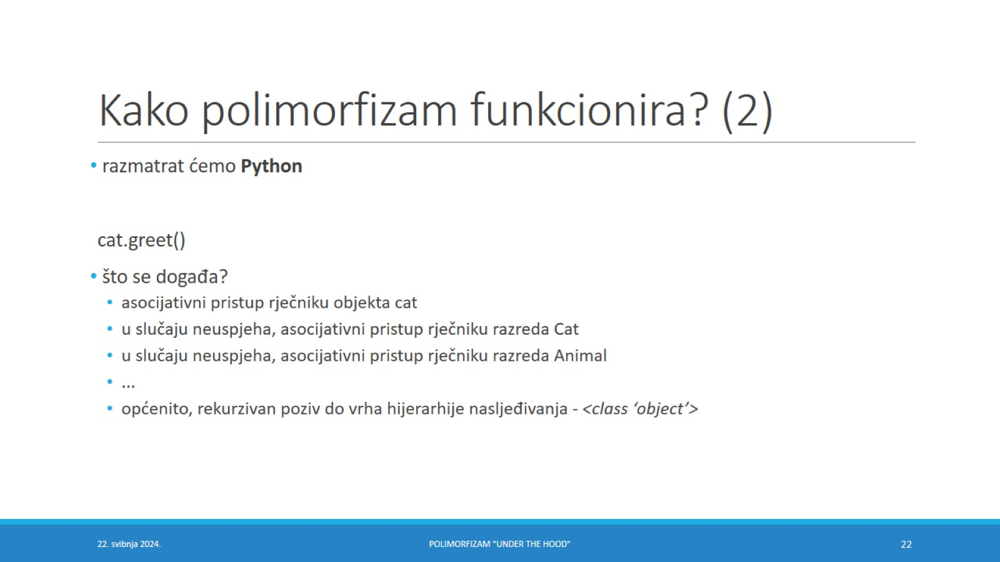 Kako polimorfizam funkcionira? (2)
• razmatrat ćemo Python
cat.greet()
• što se događa?
• asocijativni pristup rječniku objekta cat
• u slučaju neuspjeha, asocijativni pristup rječniku razreda Cat
• u slučaju neuspjeha, asocijativni pristup rječniku razreda Animal
• ...
• općenito, rekurzivan poziv do vrha hijerarhije nasljeđivanja - <class ‘object’>
22. svibnja 2024.
POLIMORFIZAM "UNDER THE HOOD"
22